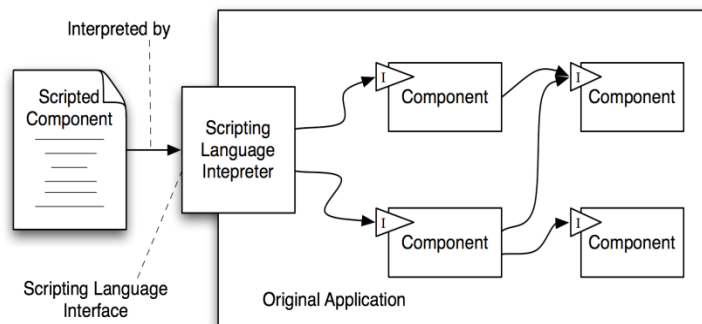 Interpreted by
Scripted
Component
Scripting
Language
Intepreter
I
Component
I
Component
I
Component
I
Component
Scripting Language
Interface
Original Application